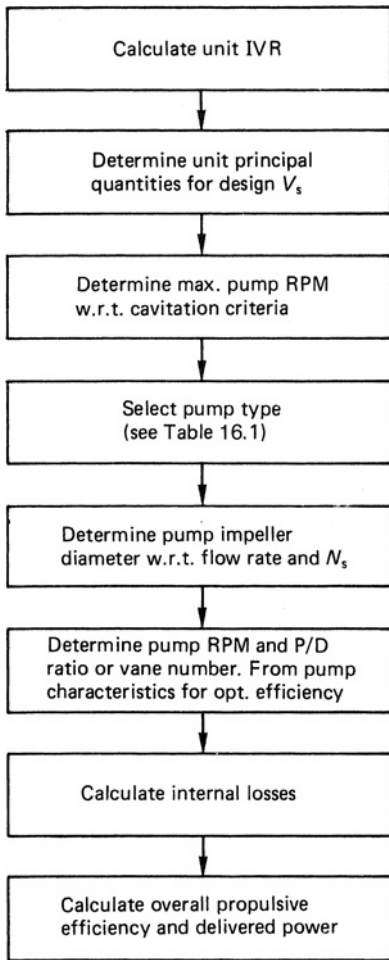 Calculate unit IVR
Determine unit principal
quantities for design Vs
Determine max. pump RPM
w.r.t. cavitation criteria
Select pump type
(see Table 16.1)
Determine pump impeller
diameter w.r.t. flow rate and Ns
Determine pump RPM and P/D
ratio or vane number. From pump
characteristics for opt. efficiency
Calculate internal losses
Calculate overall propulsive
efficiency and delivered power